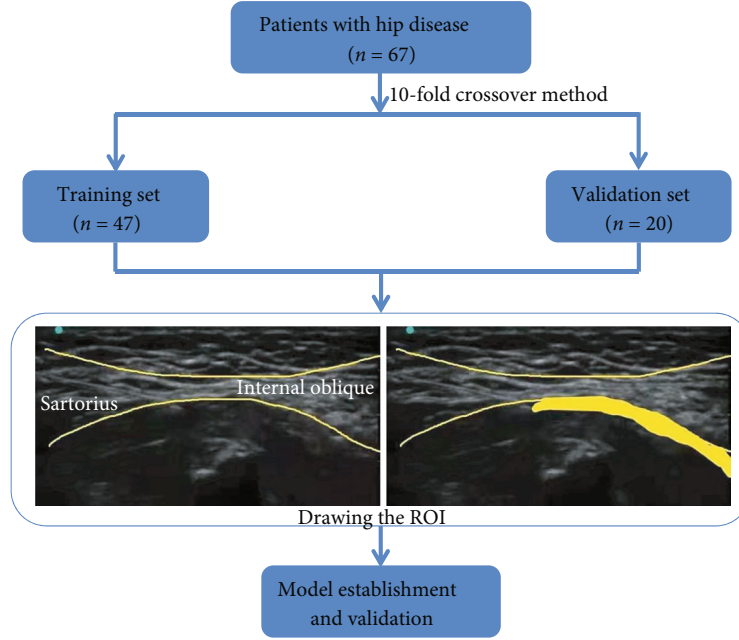 Patients with hip disease
(n = 67)
10-fold crossover method
Training set
(n = 47)
Validation set
(n = 20)
Internal oblique
Sartorius
Drawing the ROI
Model establishment
and validation